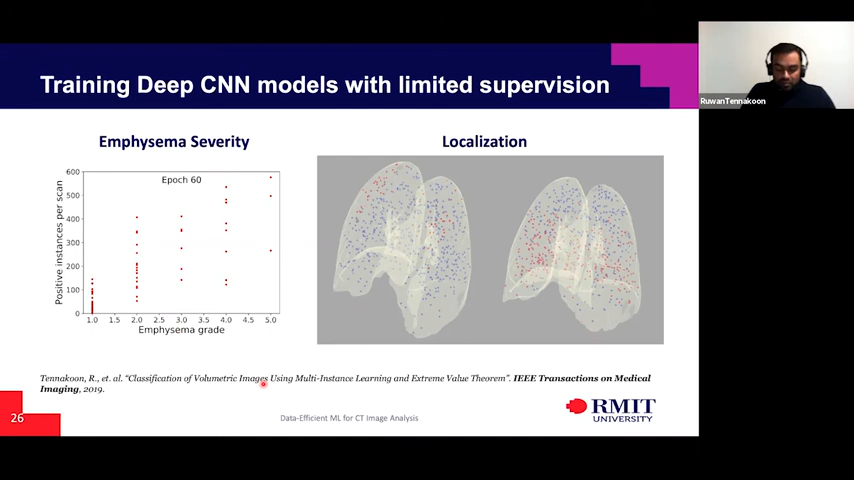 Training Deep CNN models with limited supervision
RuwanTennakoon
Emphysema Severity
Localization
Epoch 60
Positive instances per scan
600
500
400
300
200
100
0
1.0 1.5 2.0 2.5 3.0 3.5 4.0 4.5 5.0
Emphysema grade
Tennakoon, R., et. al. “Classification of Volumetric Images Using Multi-Instance Learning and Extreme Value Theorem”. IEEE Transactions on Medical
Imaging, 2019.
26
Data-Efficient ML for CT Image Analysis
RMIT
UNIVERSITY